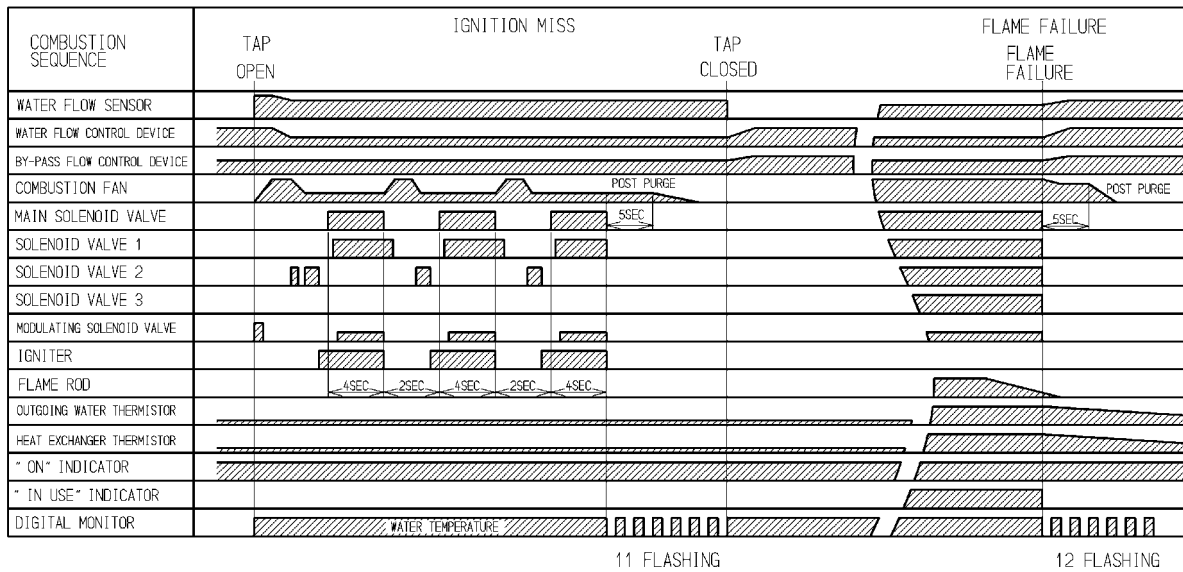 IGNITION MISS
FLAME FAILURE
COMBUSTION
SEQUENCE
TAP
OPEN
TAP
CLOSED
FLAME
FAILURE
WATER FLOW SENSOR
WATER FLOW CONTROL DEVICE
BY-PASS FLOW CONTROL DEVICE
COMBUSTION FAN
POST PURGE
POST PURGE
MAIN SOLENOID VALVE
5SEC
5SEC
SOLENOID VALVE 1
SOLENOID VALVE 2
SOLENOID VALVE 3
MODULATING SOLENOID VALVE
IGNITER
FLAME ROD
4SEC 2SEC 4SEC 2SEC 4SEC
OUTGOING WATER THERMISTOR
HEAT EXCHANGER THERMISTOR
" ON" INDICATOR
" IN USE" INDICATOR
DIGITAL MONITOR
WATER TEMPERATURE
11 FLASHING
12 FLASHING